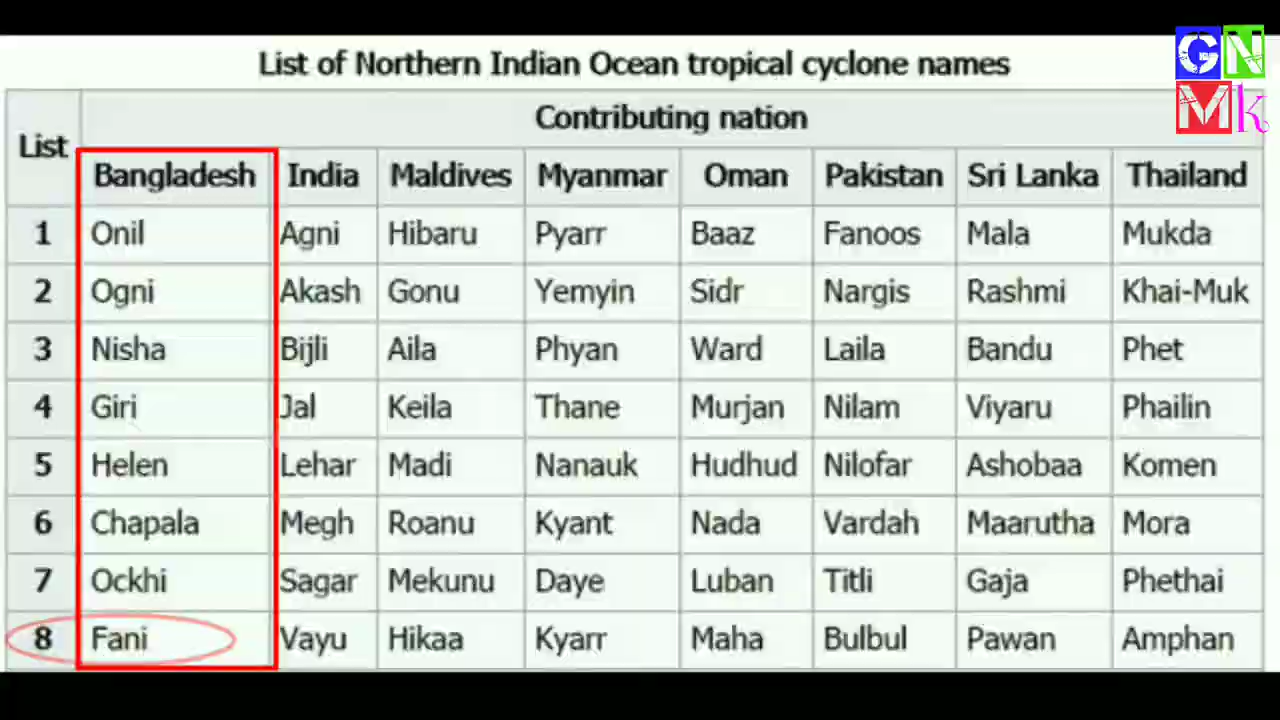 List of Northern Indian Ocean tropical cyclone names
GN
Mk
List Contributing nation
Bangladesh India Maldives Myanmar Oman Pakistan Sri Lanka Thailand
1 Onil Agni Hibaru Pyarr Baaz Fanoos Mala Mukda
2 Ogni Akash Gonu Yemyin Sidr Nargis Rashmi Khai-Muk
3 Nisha Bijli Aila Phyan Ward Laila Bandu Phet
4 Giri Jal Keila Thane Murjan Nilam Viyaru Phailin
5 Helen Lehar Madi Nanauk Hudhud Nilofar Ashobaa Komen
6 Chapala Megh Roanu Kyant Nada Vardah Maarutha Mora
7 Ockhi Sagar Mekunu Daye Luban Titli Gaja Phethai
8 Fani Vayu Hikaa Kyarr Maha Bulbul Pawan Amphan